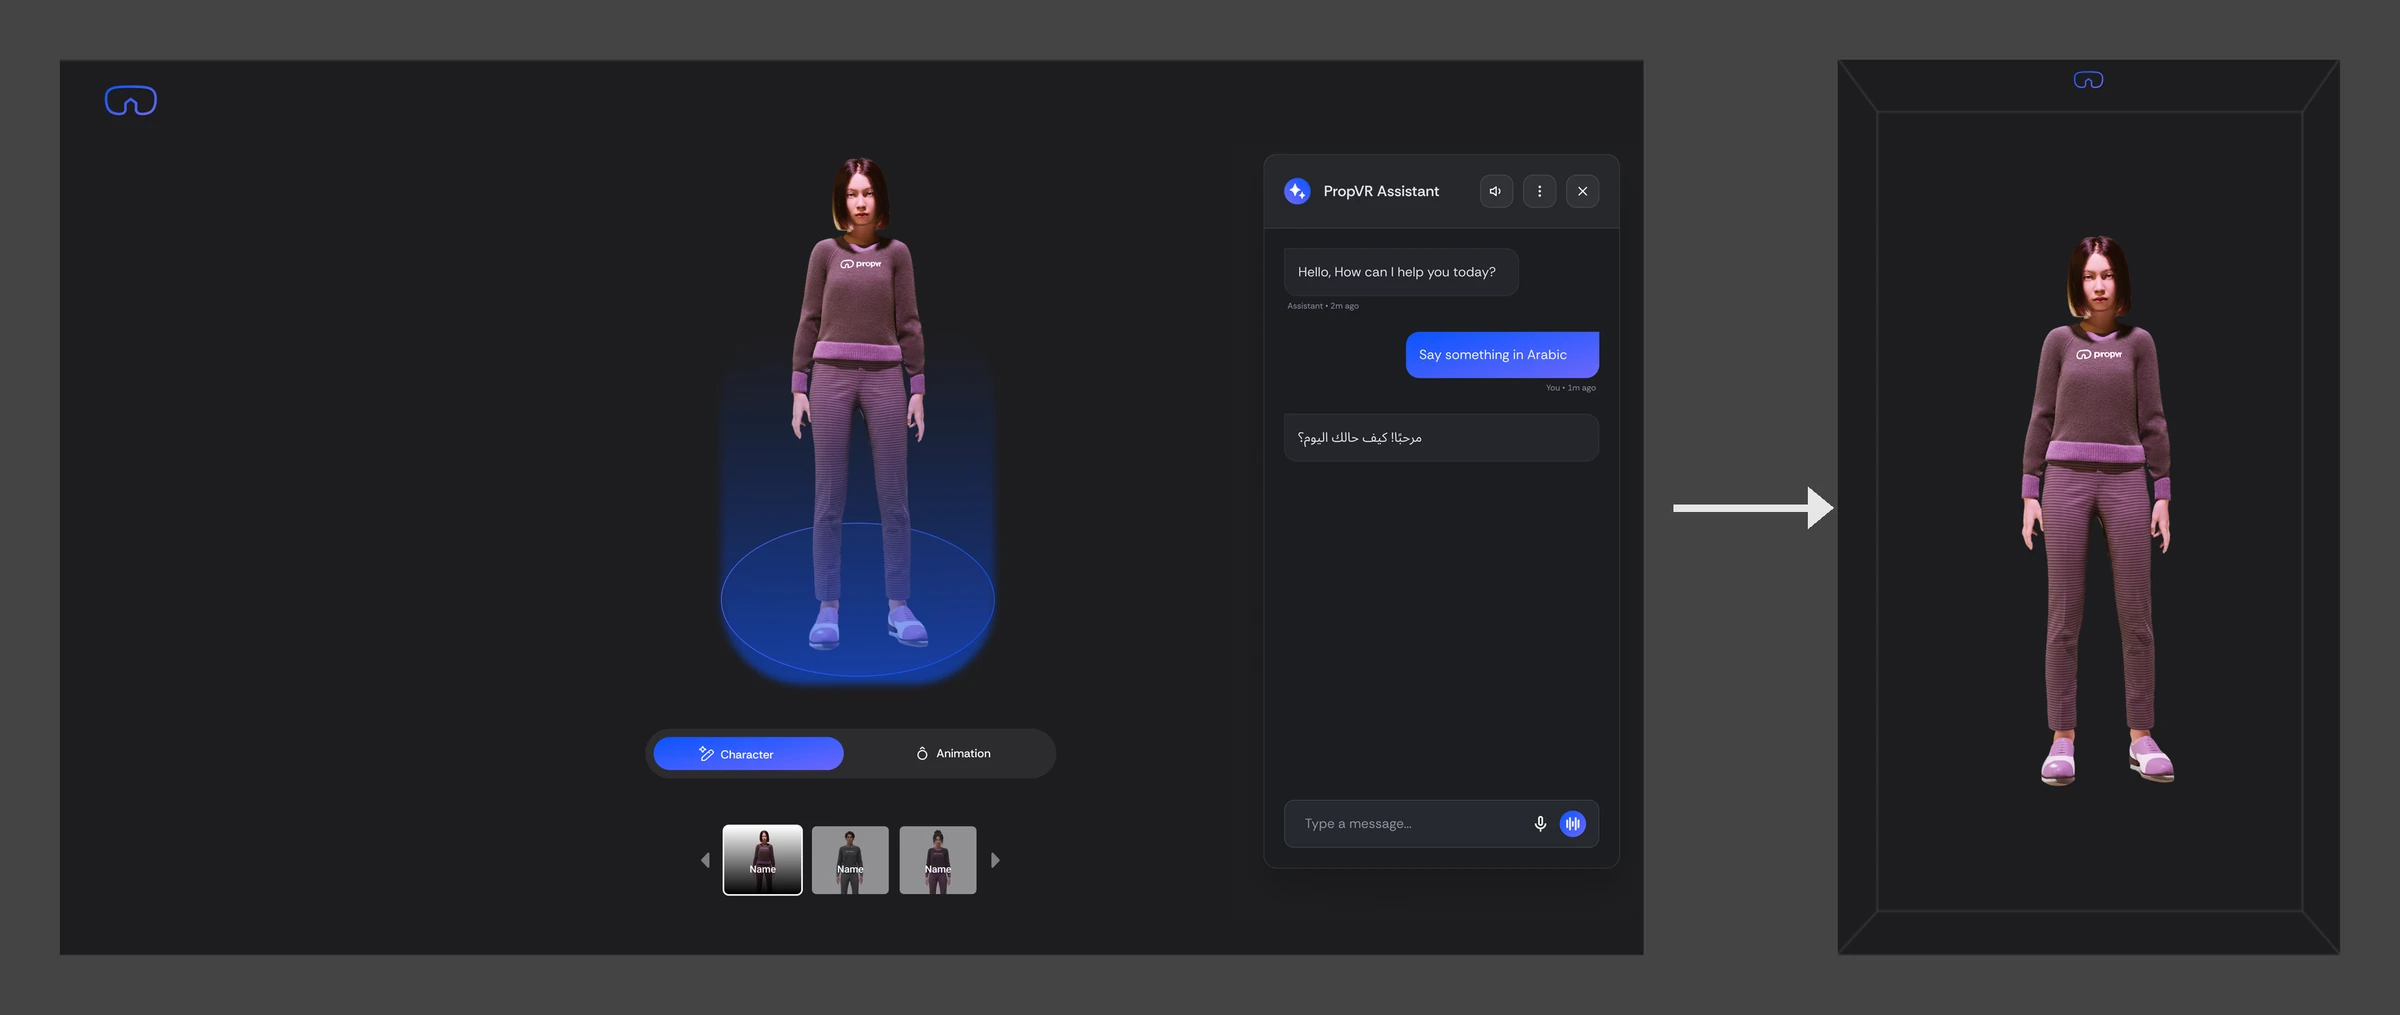 propvr
PropVR Assistant
Hello, How can I help you today?
Assistant • 2m ago
Say something in Arabic
You • 1m ago
مرحبًا! كيف حالك اليوم؟
Type a message...
Character
Animation
Name
Name
Name
propvr